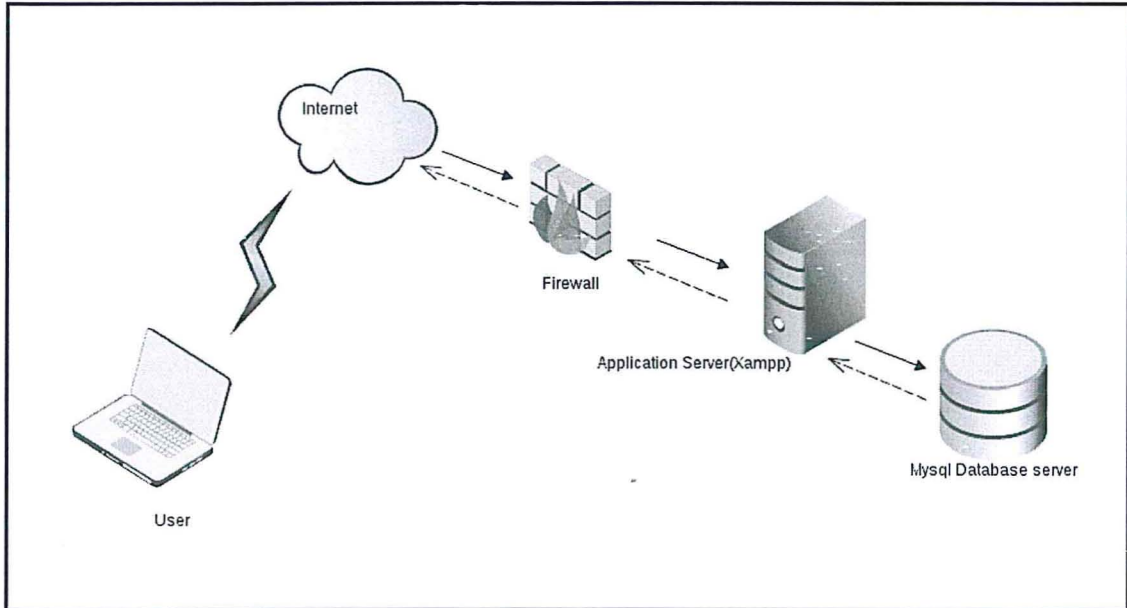 Internet
Firewall
Application Server(Xampp)
Mysql Database server
User